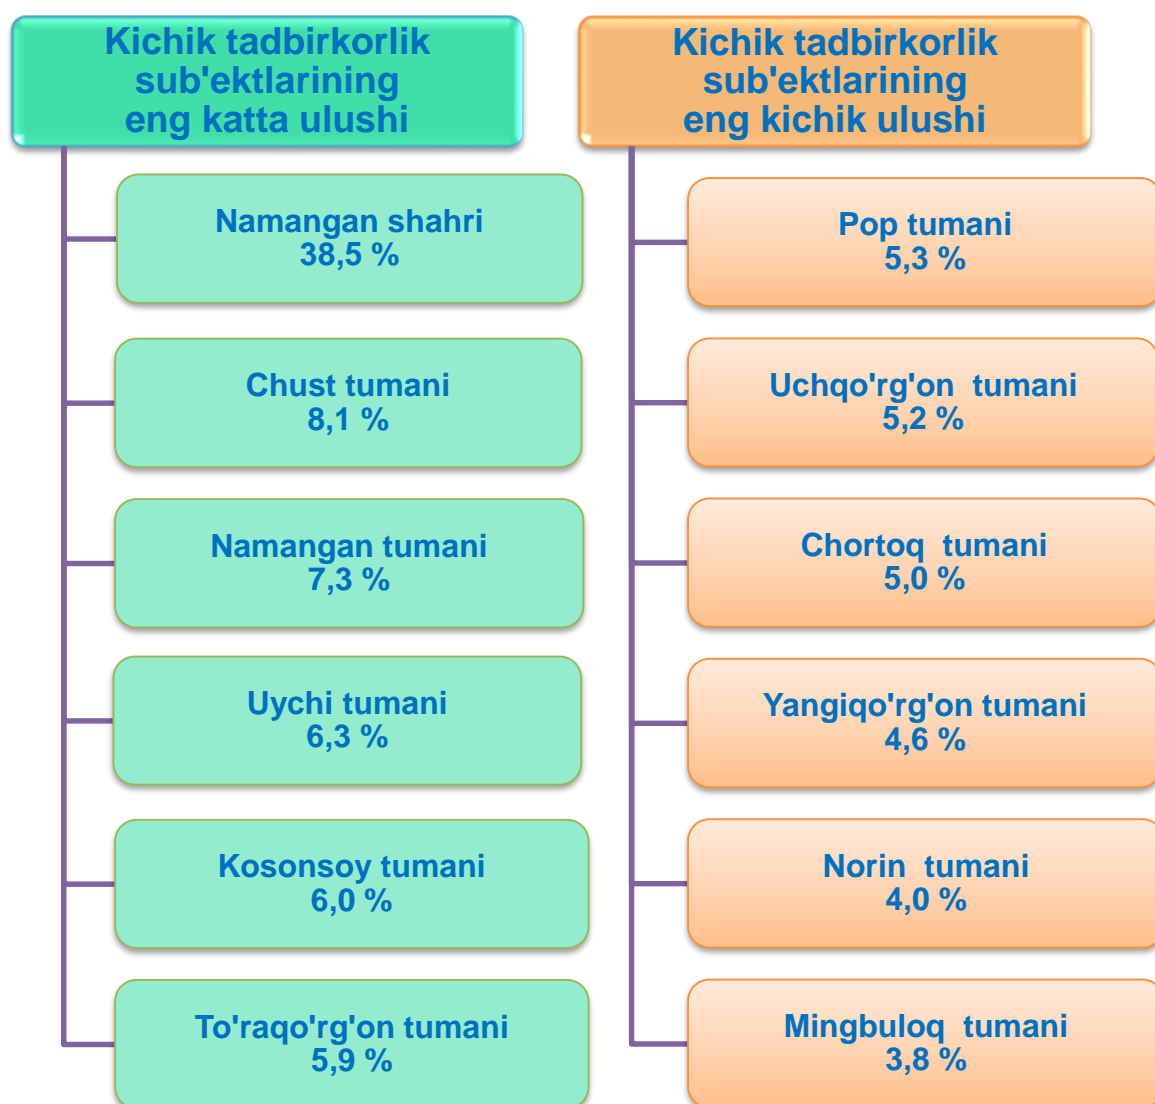 Kichik tadbirkorlik
sub'ektlarining
eng katta ulushi
Namangan shahri
38,5 %
Chust tumani
8,1 %
Namangan tumani
7,3 %
Uychi tumani
6,3 %
Kosonsoy tumani
6,0 %
To'raqo'rg'on tumani
5,9 %
Kichik tadbirkorlik
sub'ektlarining
eng kichik ulushi
Pop tumani
5,3 %
Uchqo'rg'on tumani
5,2 %
Chortoq tumani
5,0 %
Yangiqo'rg'on tumani
4,6 %
Norin tumani
4,0 %
Mingbuloq tumani
3,8 %